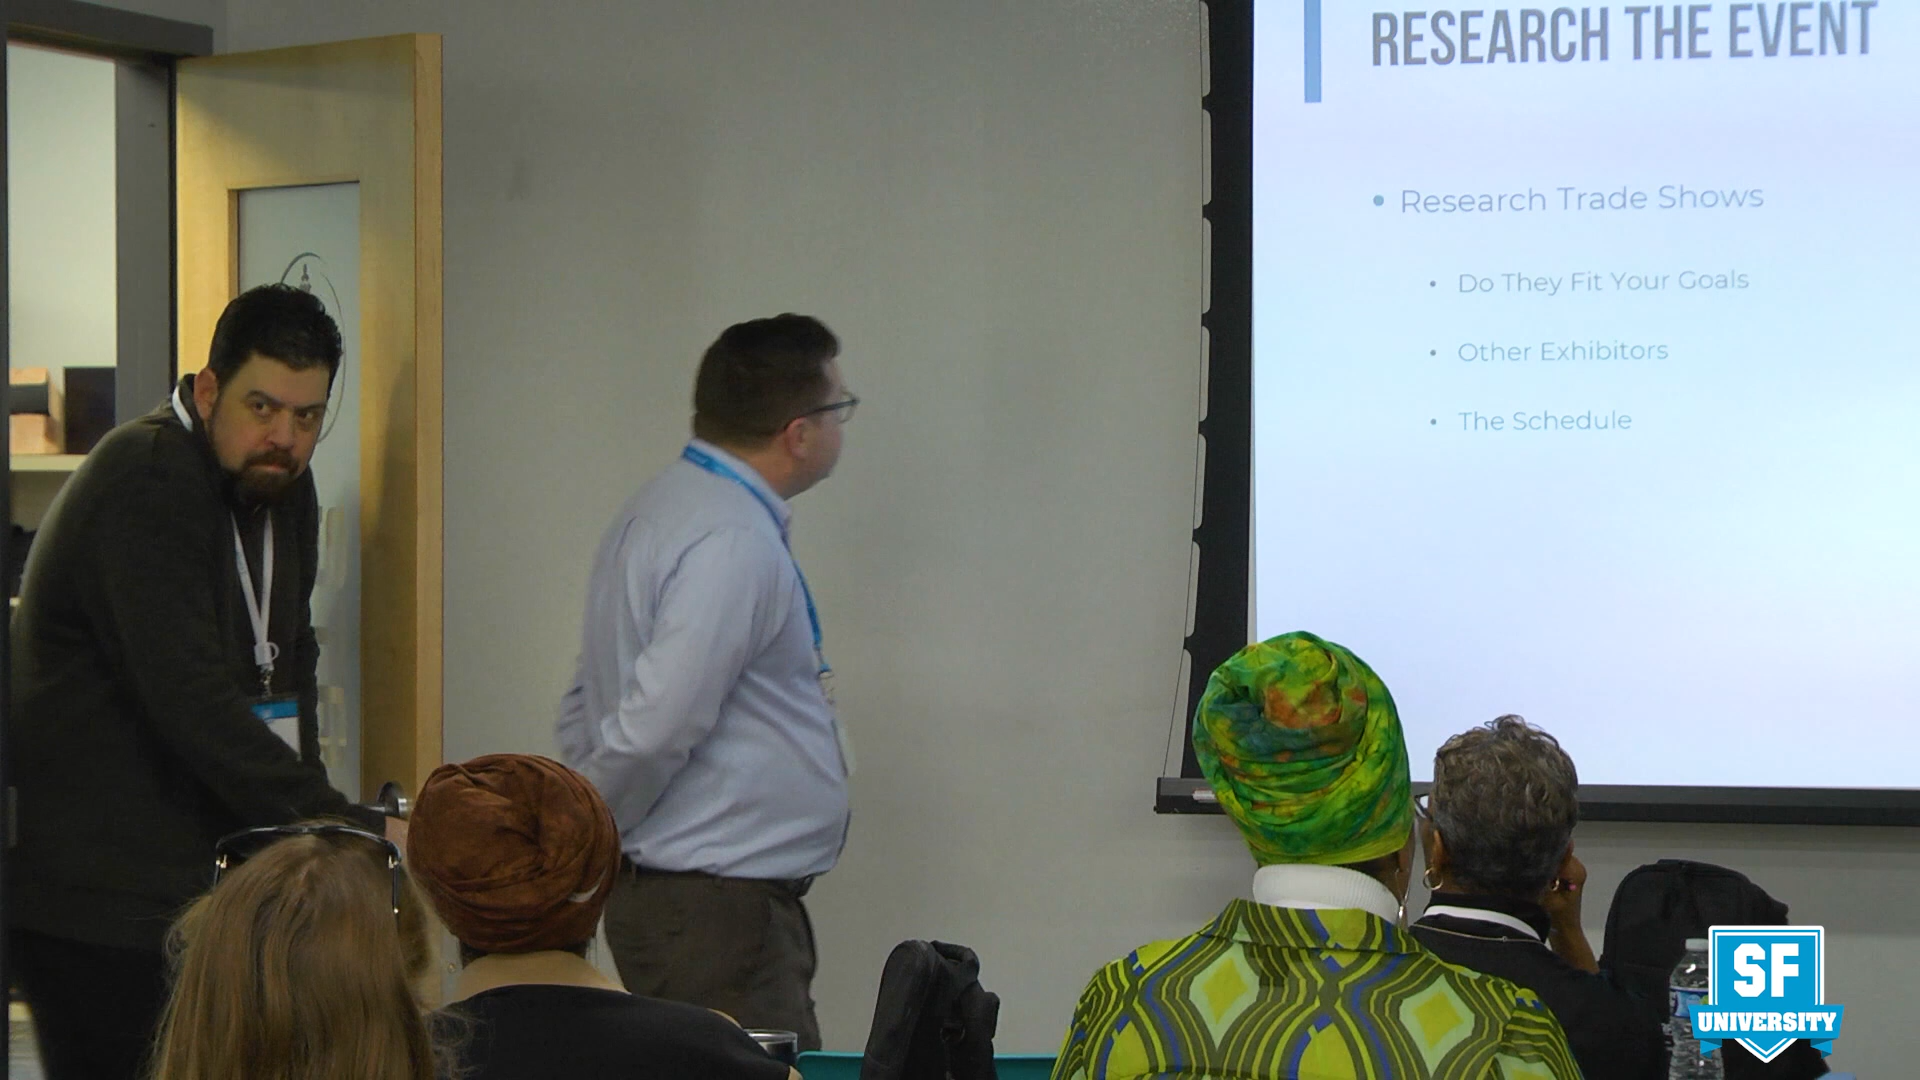 RESEARCH THE EVENT
• Research Trade Shows
• Do They Fit Your Goals
• Other Exhibitors
• The Schedule
SF
UNIVERSITY